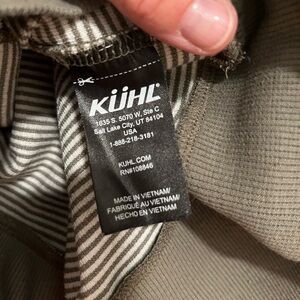 KÜHL
1635 S. 5070 W. Ste C
Salt Lake City, UT 84104
USA
1-888-218-3181
KUHL.COM
RN#108846
MADE IN VIETNAM/
FABRIQUÉ AU VIETNAM/
HECHO EN VIETNAM